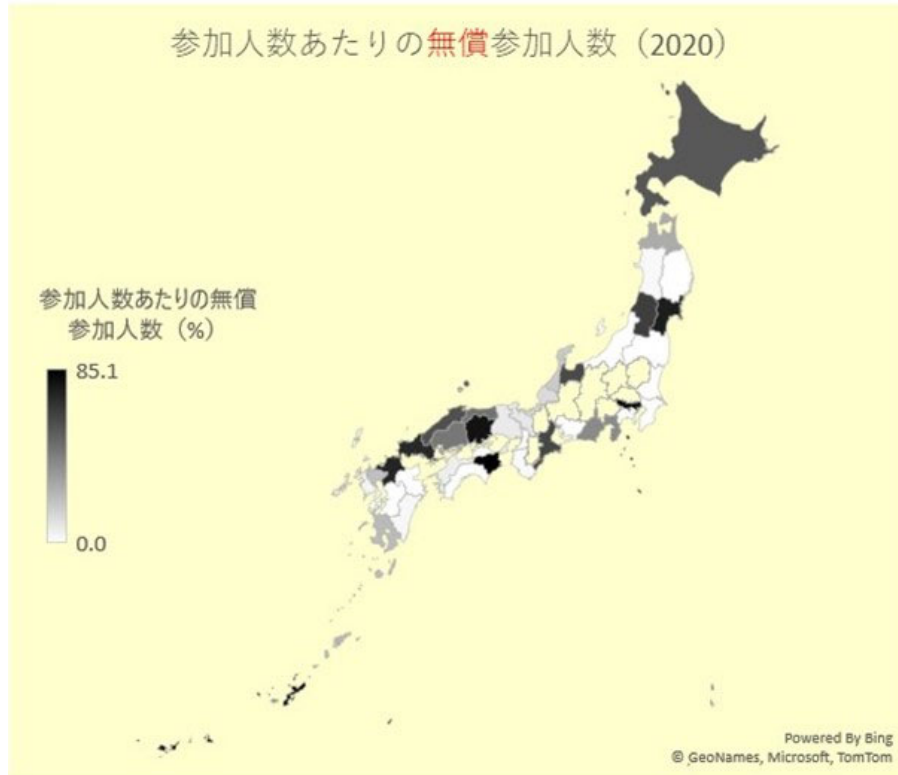 参加人数あたりの無償参加人数（2020）
参加人数あたりの無償
参加人数（%）
85.1
0.0
Powered By Bing
© GeoNames, Microsoft, TomTom